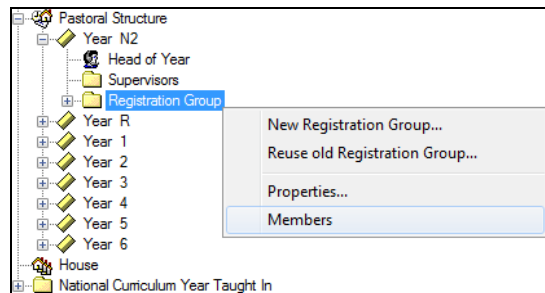 Pastoral Structure
Year N2
Head of Year
Supervisors
Registration Group
Year R
Year 1
Year 2
Year 3
Year 4
Year 5
Year 6
House
National Curriculum Year Taught In
New Registration Group...
Reuse old Registration Group...
Properties...
Members